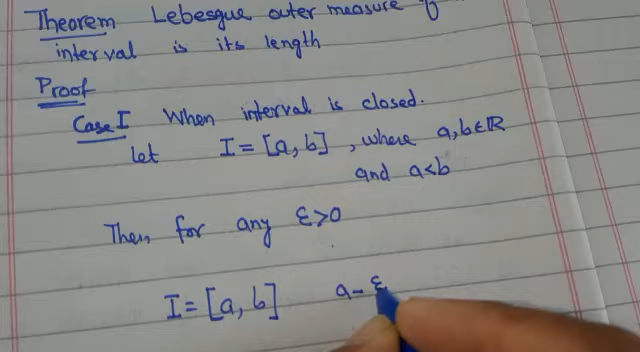 Theorem Lebesgue outer measure of
interval is its length
Proof
Case I When interval is closed.
let I = [a, b], where a, b ∈ ℝ
and a < b
Then for any ε > 0
I = [a, b] a - ε